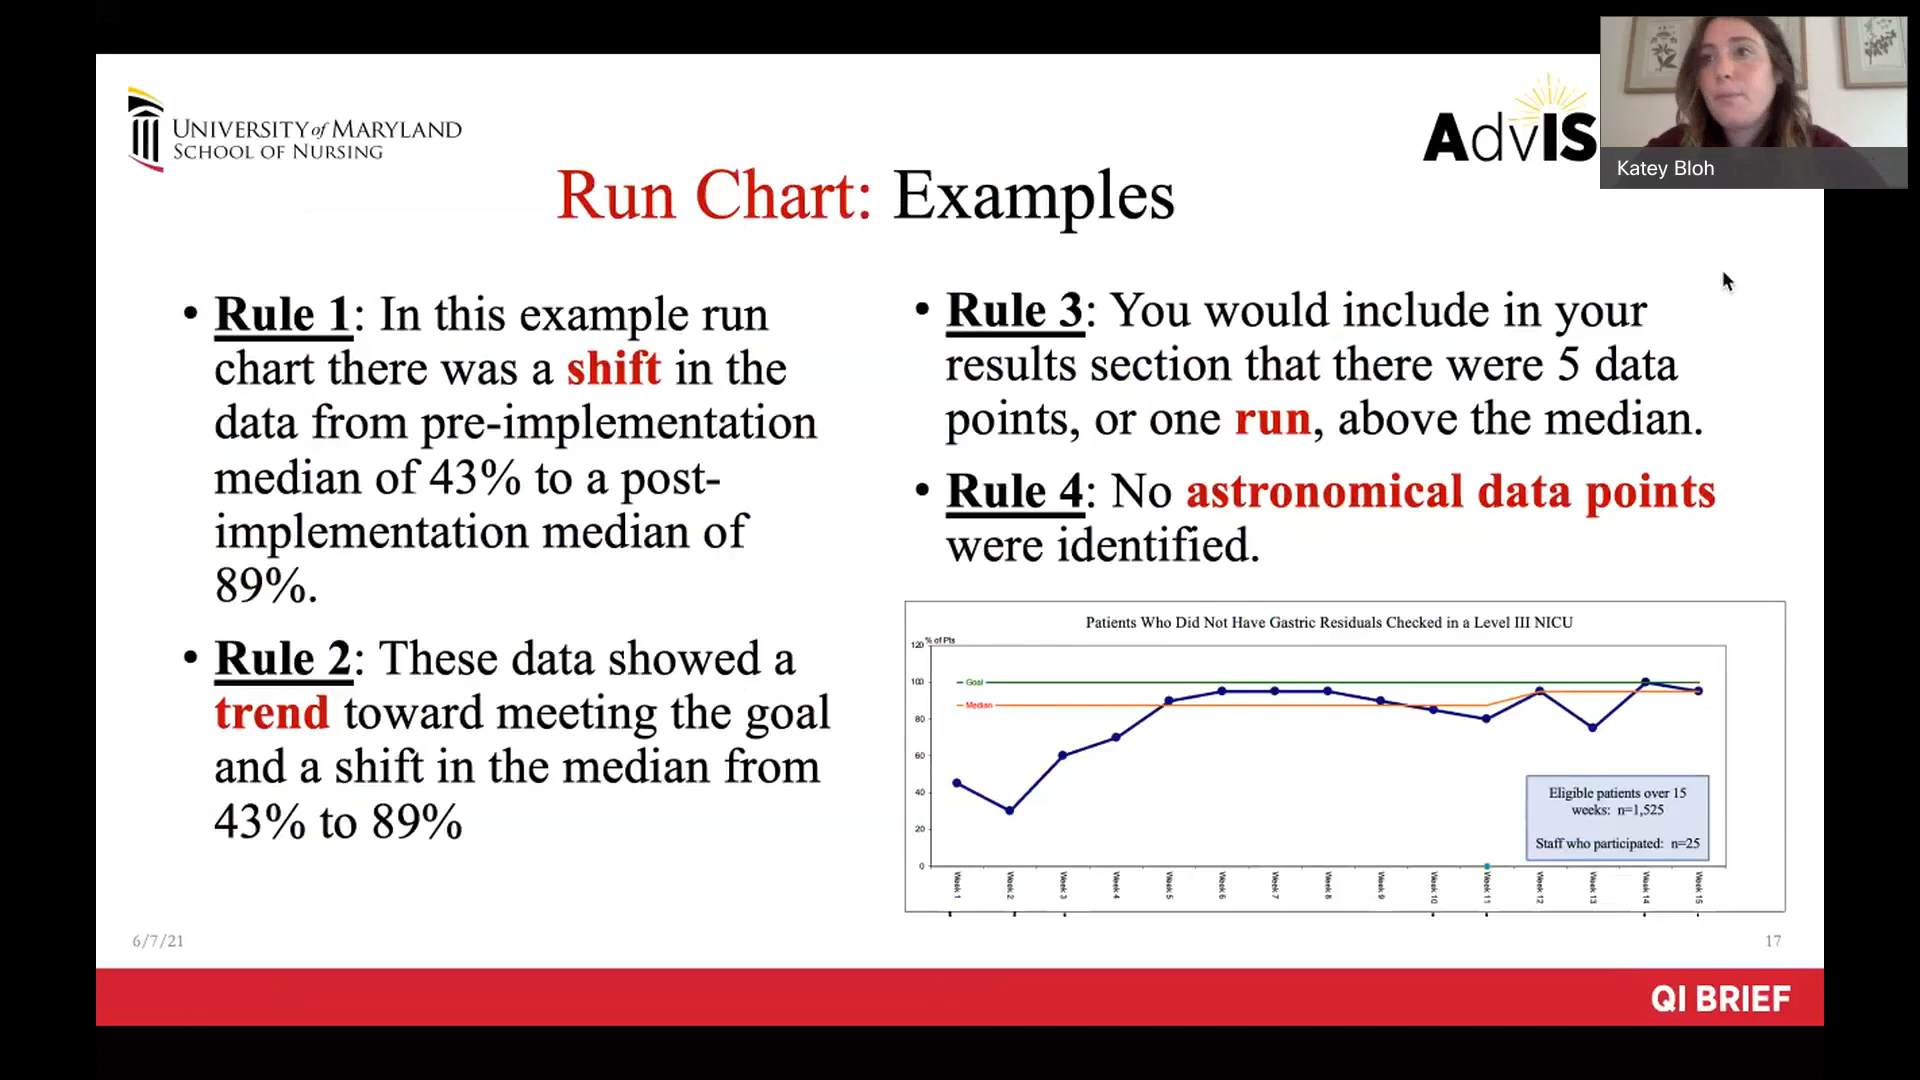 UNIVERSITY of MARYLAND
SCHOOL OF NURSING
AdvIS
Katey Bloh
Run Chart: Examples
• Rule 1: In this example run
chart there was a shift in the
data from pre-implementation
median of 43% to a post-
implementation median of
89%.
• Rule 2: These data showed a
trend toward meeting the goal
and a shift in the median from
43% to 89%
• Rule 3: You would include in your
results section that there were 5 data
points, or one run, above the median.
• Rule 4: No astronomical data points
were identified.
Patients Who Did Not Have Gastric Residuals Checked in a Level III NICU
% of Pts
120
100
80
60
40
20
0
Goal
Median
Eligible patients over 15
weeks: n=1,525
Staff who participated: n=25
Week 1
Week 2
Week 3
Week 4
Week 5
Week 6
Week 7
Week 8
Week 9
Week 10
Week 11
Week 12
Week 13
Week 14
Week 15
6/7/21
17
QI BRIEF